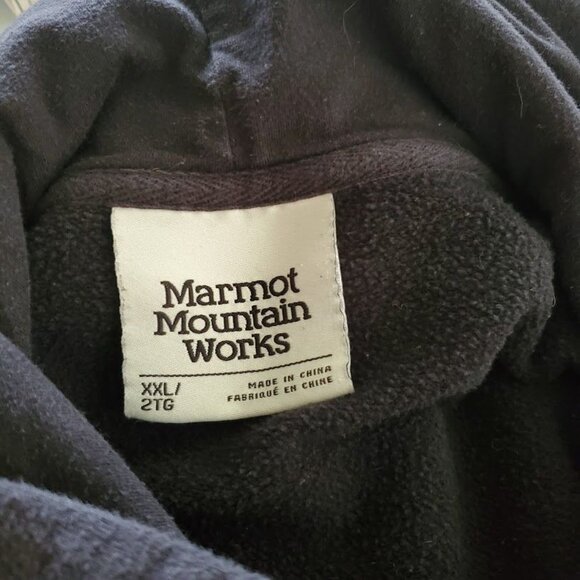 Marmot
Mountain
Works
XXL/
2TG
MADE IN CHINA
FABRIQUÉ EN CHINE